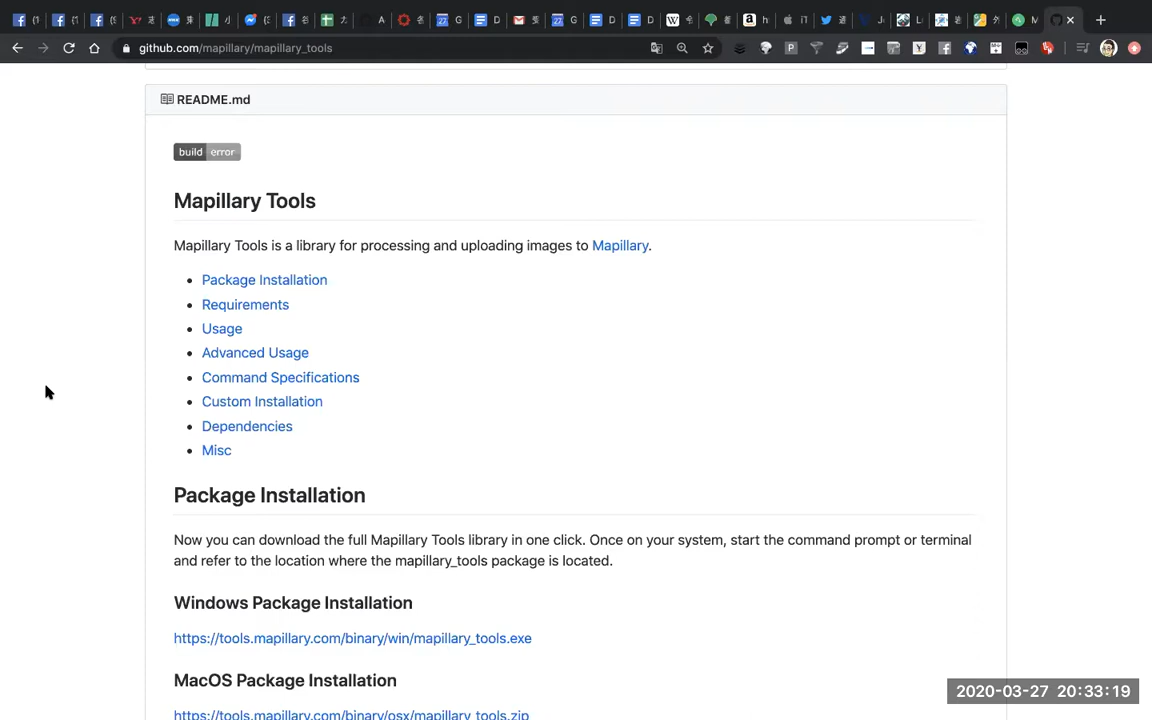 github.com/mapillary/mapillary_tools
README.md
build error
Mapillary Tools
Mapillary Tools is a library for processing and uploading images to Mapillary.
Package Installation
Requirements
Usage
Advanced Usage
Command Specifications
Custom Installation
Dependencies
Misc
Package Installation
Now you can download the full Mapillary Tools library in one click. Once on your system, start the command prompt or terminal
and refer to the location where the mapillary_tools package is located.
Windows Package Installation
https://tools.mapillary.com/binary/win/mapillary_tools.exe
MacOS Package Installation
https://tools.mapillary.com/binary/osx/mapillary_tools.zip
2020-03-27 20:33:19